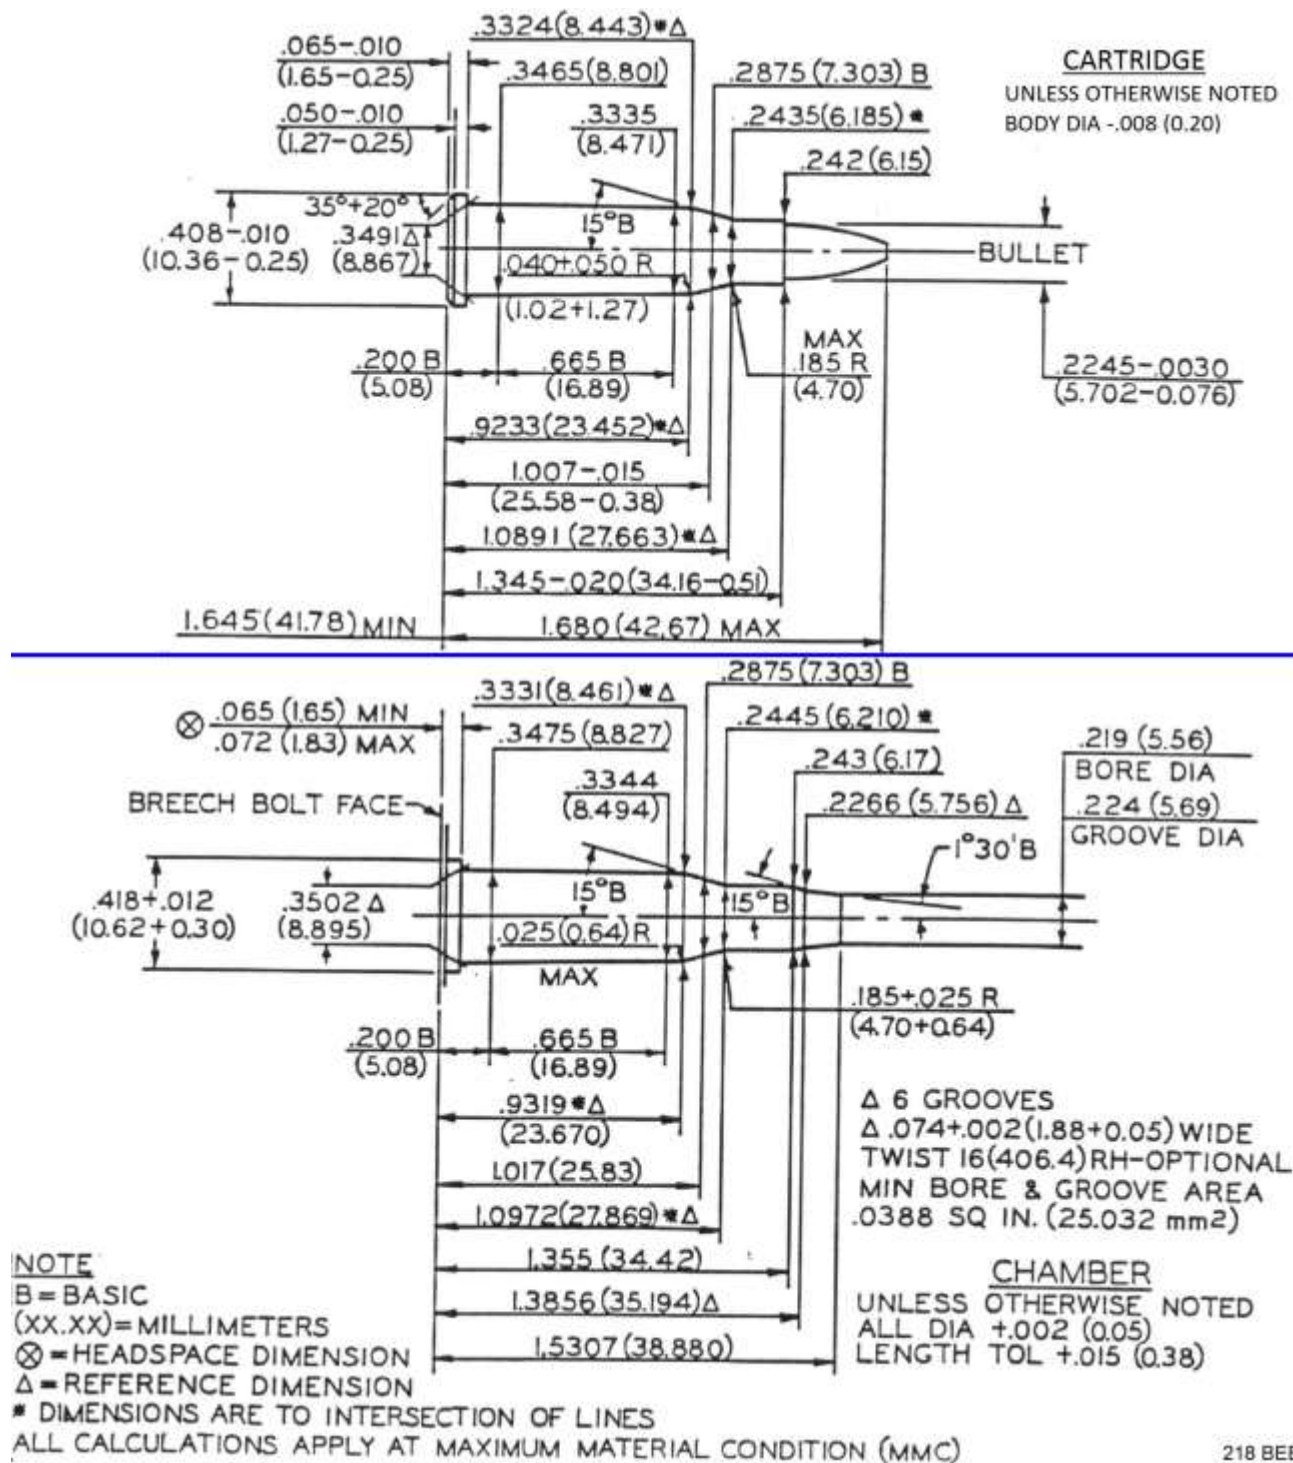 .3324(8.443)*Δ
.065-.010
(1.65-0.25)
.3465(8.801)
.2875(7.303) B
CARTRIDGE
UNLESS OTHERWISE NOTED
BODY DIA -.008 (0.20)
.050-.010
(1.27-0.25)
.3335
(8.471)
.2435(6.185)*
.242(6.15)
35°+20°
15°B
.408-.010
(10.36-0.25)
.3491Δ
(8.867)
BULLET
.040+.050 R
(1.02+1.27)
MAX
.185 R
(4.70)
.200 B
(5.08)
.665 B
(16.89)
.2245-.0030
(5.702-0.076)
.9233(23.452)*Δ
1.007-.015
(25.58-0.38)
1.0891(27.663)*Δ
1.345-.020(34.16-0.51)
1.645(41.78) MIN
1.680(42.67) MAX
.2875(7.303) B
.3331(8.461)*Δ
⊗ .065 (1.65) MIN
.072 (1.83) MAX
.3475(8.827)
.2445(6.210)*
.243(6.17)
.219(5.56)
BORE DIA
.3344
(8.494)
BREECH BOLT FACE
.2266(5.756)Δ
.224(5.69)
GROOVE DIA
1°30'B
15°B
15°B
.418+.012
(10.62+0.30)
.3502Δ
(8.895)
.025(0.64)R
MAX
.185+.025 R
(4.70+0.64)
.200 B
(5.08)
.665 B
(16.89)
.9319*Δ
(23.670)
Δ 6 GROOVES
Δ .074+.002(1.88+0.05) WIDE
TWIST 16(406.4)RH-OPTIONAL
MIN BORE & GROOVE AREA
.0388 SQ IN. (25.032 mm2)
1.017(25.83)
1.0972(27.869)*Δ
1.355(34.42)
1.3856(35.194)Δ
1.5307(38.880)
CHAMBER
UNLESS OTHERWISE NOTED
ALL DIA +.002 (0.05)
LENGTH TOL +.015 (0.38)
NOTE
B=BASIC
(XX.XX)=MILLIMETERS
⊗=HEADSPACE DIMENSION
Δ=REFERENCE DIMENSION
* DIMENSIONS ARE TO INTERSECTION OF LINES
ALL CALCULATIONS APPLY AT MAXIMUM MATERIAL CONDITION (MMC)
218 BEE